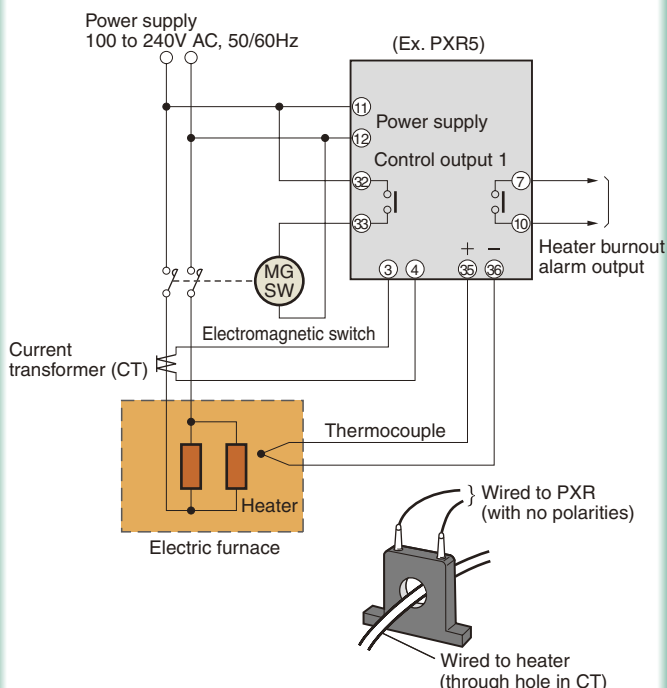 Power supply
100 to 240V AC, 50/60Hz
(Ex. PXR5)
11
Power supply
12
Control output 1
32
7
33
10
+ −
Heater burnout
alarm output
MG
SW
3 4 35 36
Electromagnetic switch
Current
transformer (CT)
Thermocouple
Heater
Electric furnace
Wired to PXR
(with no polarities)
Wired to heater
(through hole in CT)